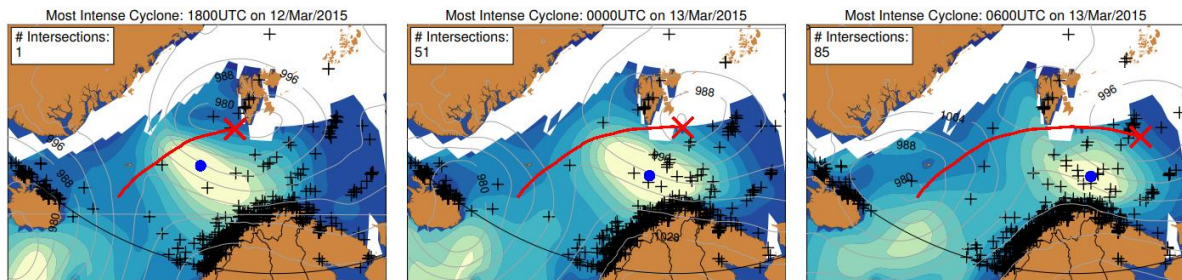 Most Intense Cyclone: 1800UTC on 12/Mar/2015
# Intersections:
1
988
996
980
996
988
980
Most Intense Cyclone: 0000UTC on 13/Mar/2015
# Intersections:
51
988
980
1028
Most Intense Cyclone: 0600UTC on 13/Mar/2015
# Intersections:
85
996
1004
988
980